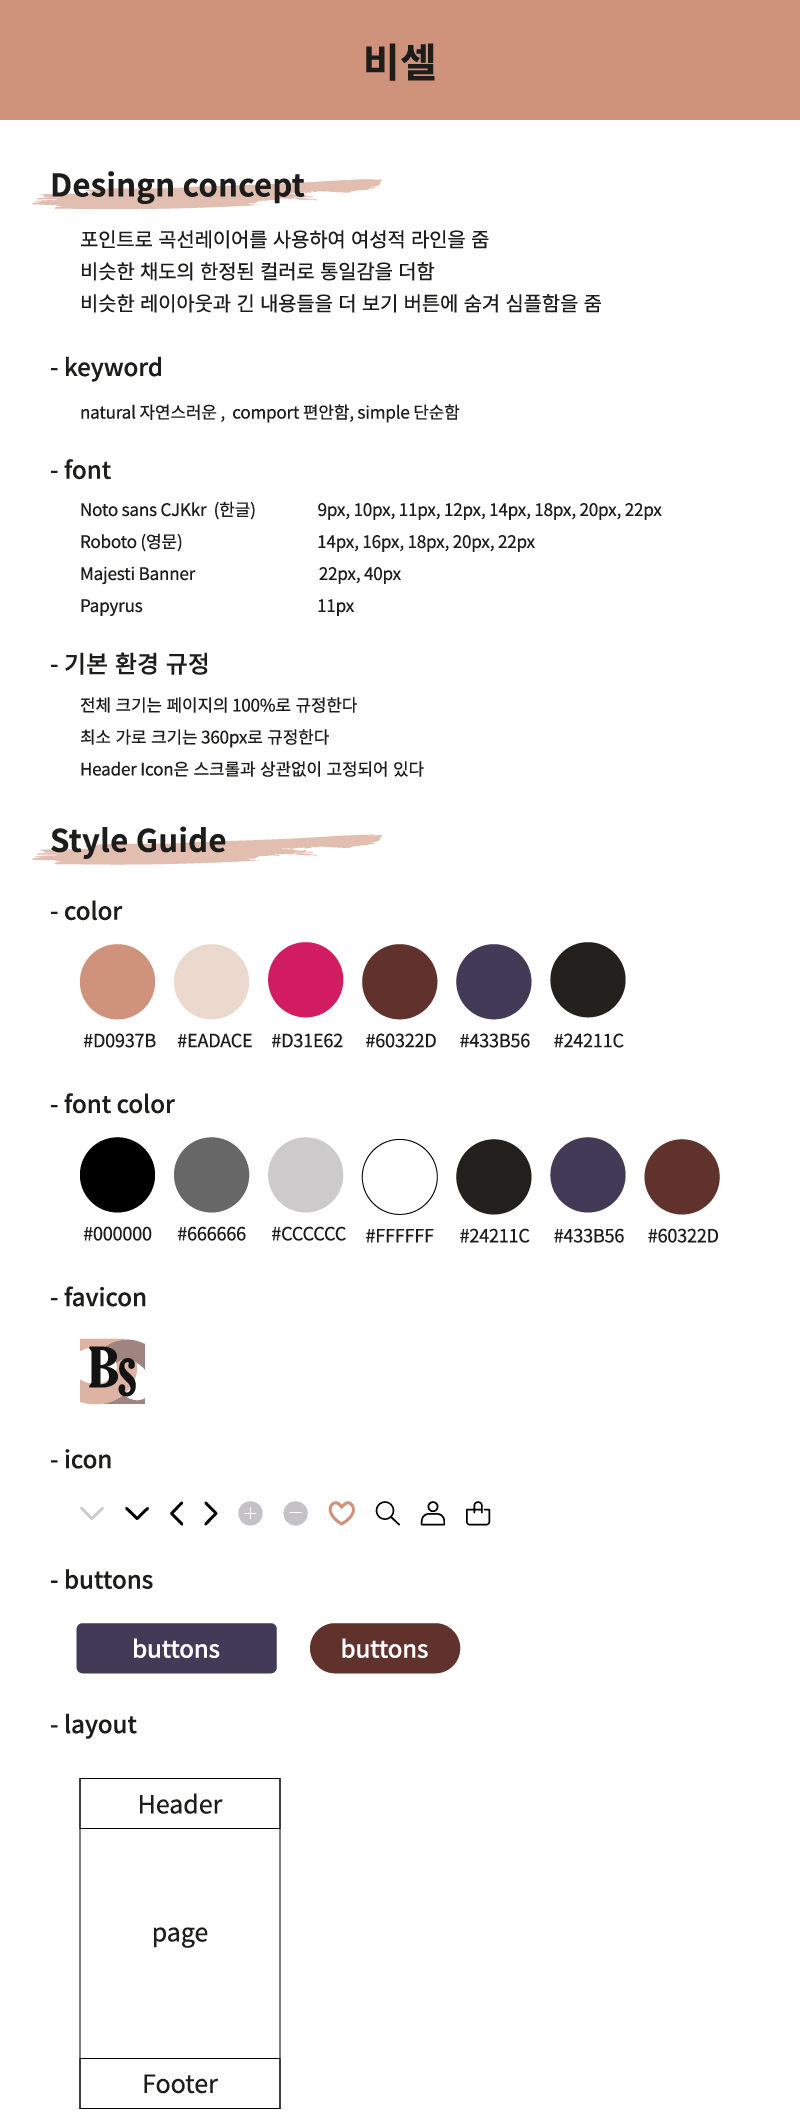 비셀
Desingn concept
포인트로 곡선레이어를 사용하여 여성적 라인을 줌
비슷한 채도의 한정된 컬러로 통일감을 더함
비슷한 레이아웃과 긴 내용들을 더 보기 버튼에 숨겨 심플함을 줌
- keyword
natural 자연스러운 , comport 편안함, simple 단순함
- font
Noto sans CJKkr (한글) 9px, 10px, 11px, 12px, 14px, 18px, 20px, 22px
Roboto (영문) 14px, 16px, 18px, 20px, 22px
Majesti Banner 22px, 40px
Papyrus 11px
- 기본 환경 규정
전체 크기는 페이지의 100%로 규정한다
최소 가로 크기는 360px로 규정한다
Header Icon은 스크롤과 상관없이 고정되어 있다
Style Guide
- color
#D0937B #EADACE #D31E62 #60322D #433B56 #24211C
- font color
#000000 #666666 #CCCCCC #FFFFFF #24211C #433B56 #60322D
- favicon
BS
- icon
- buttons
buttons buttons
- layout
Header
page
Footer